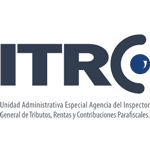 ITRC
Unidad Administrativa Especial Agencia del Inspector
General de Tributos, Rentas y Contribuciones Parafiscales.